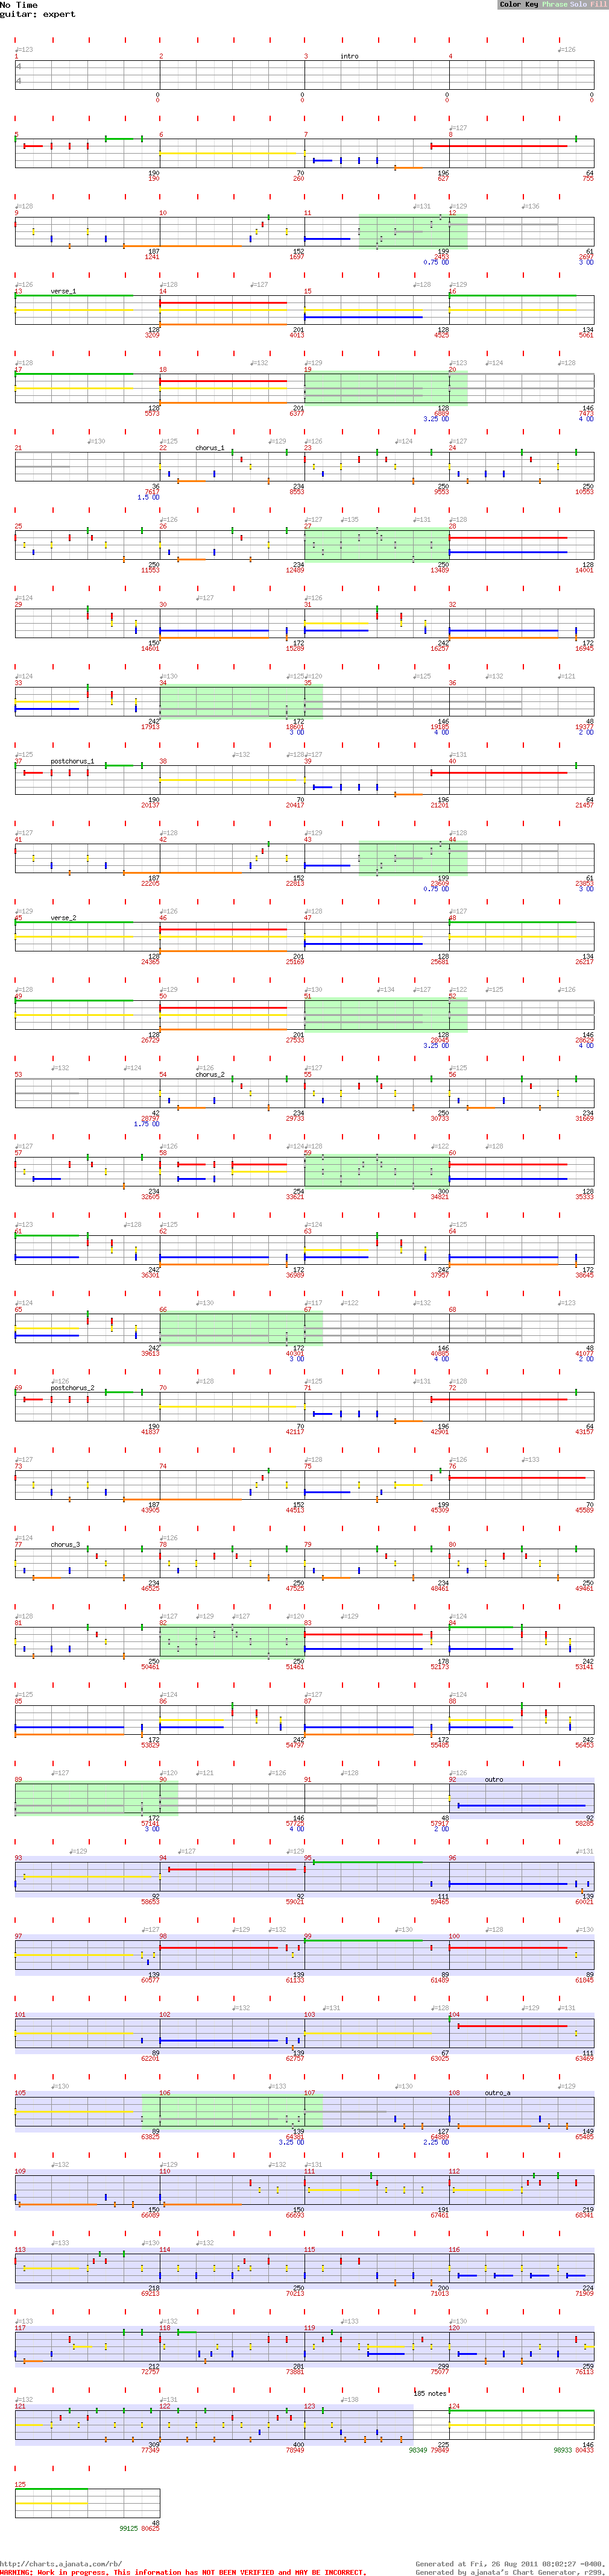 No Time
guitar: expert
Color Key Phrase Solo Fill
♩=123 ♩=126
1 2 3 intro 4
4
4
0 0 0 0
0 0 0 0
♩=127
5 6 7 8
190 70 196 64
190 260 627 755
♩=128 ♩=131 ♩=129 ♩=136
9 10 11 12
187 152 199 61
1241 1697 2453 2697
0.75 OD 3 OD
♩=126 ♩=128 ♩=127 ♩=128 ♩=129
13 verse_1 14 15 16
128 201 128 134
3209 4013 4525 5061
♩=128 ♩=132 ♩=129 ♩=123 ♩=124 ♩=128
17 18 19 20
128 201 128 146
5573 6377 6889 7473
3.25 OD 4 OD
♩=130 ♩=125 ♩=129 ♩=126 ♩=124 ♩=127
21 22 chorus_1 23 24
36 234 250 250
7617 8553 9553 10553
1.5 OD
♩=126 ♩=127 ♩=135 ♩=131 ♩=128
25 26 27 28
250 234 250 128
11553 12489 13489 14001
♩=124 ♩=127 ♩=126
29 30 31 32
150 172 242 172
14601 15289 16257 16945
♩=124 ♩=130 ♩=125 ♩=120 ♩=125 ♩=132 ♩=121
33 34 35 36
242 172 146 48
17913 18601 19185 19377
3 OD 4 OD 2 OD
♩=125 ♩=132 ♩=128 ♩=127 ♩=131
37 postchorus_1 38 39 40
190 70 196 64
20137 20417 21201 21457
♩=127 ♩=128 ♩=129 ♩=128
41 42 43 44
187 152 199 61
22205 22813 23609 23853
0.75 OD 3 OD
♩=129 ♩=126 ♩=128 ♩=127
45 verse_2 46 47 48
128 201 128 134
24365 25169 25681 26217
♩=128 ♩=129 ♩=130 ♩=134 ♩=127 ♩=122 ♩=125 ♩=126
49 50 51 52
128 201 128 146
26729 27533 28045 28629
3.25 OD 4 OD
♩=132 ♩=124 ♩=126 ♩=127 ♩=125
53 54 chorus_2 55 56
42 234 250 234
28797 29733 30733 31669
1.75 OD
♩=127 ♩=126 ♩=124 ♩=128 ♩=122 ♩=128
57 58 59 60
234 254 300 128
32605 33621 34821 35333
♩=123 ♩=128 ♩=125 ♩=124 ♩=125
61 62 63 64
242 172 242 172
36301 36989 37957 38645
♩=124 ♩=130 ♩=117 ♩=122 ♩=132 ♩=123
65 66 67 68
242 172 146 48
39613 40301 40885 41077
3 OD 4 OD 2 OD
♩=126 ♩=128 ♩=125 ♩=131 ♩=128
69 postchorus_2 70 71 72
190 70 196 64
41837 42117 42901 43157
♩=127 ♩=128 ♩=126 ♩=133
73 74 75 76
187 152 199 70
43905 44513 45309 45589
♩=124 ♩=126
77 chorus_3 78 79 80
234 250 234 250
46525 47525 48461 49461
♩=128 ♩=127 ♩=129 ♩=127 ♩=120 ♩=129 ♩=124
81 82 83 84
250 250 178 242
50461 51461 52173 53141
♩=125 ♩=124 ♩=127 ♩=124
85 86 87 88
172 242 172 242
53829 54797 55485 56453
♩=127 ♩=120 ♩=121 ♩=126 ♩=128 ♩=126
89 90 91 92 outro
172 146 48 92
57141 57725 57917 58285
3 OD 4 OD 2 OD
♩=129 ♩=127 ♩=129 ♩=131
93 94 95 96
92 92 111 139
58653 59021 59465 60021
♩=127 ♩=129 ♩=132 ♩=130 ♩=128 ♩=130
97 98 99 100
139 139 89 89
60577 61133 61489 61845
♩=132 ♩=131 ♩=128 ♩=129 ♩=131
101 102 103 104
89 139 67 111
62201 62757 63025 63469
♩=130 ♩=133 ♩=130 ♩=129
105 106 107 108 outro_a
89 139 127 149
63825 64381 64889 65485
3.25 OD 2.25 OD
♩=132 ♩=129 ♩=132 ♩=131
109 110 111 112
150 150 191 219
66089 66693 67461 68341
♩=133 ♩=130 ♩=132
113 114 115 116
218 250 200 224
69213 70213 71013 71909
♩=133 ♩=132 ♩=133 ♩=130
117 118 119 120
212 281 299 259
72757 73881 75077 76113
♩=132 ♩=131 ♩=138 185 notes
121 122 123 124
309 400 225 146
77349 78949 98349 79849 98933 80433
125
48
99125 80625
http://charts.ajanata.com/rb/
Generated at Fri, 26 Aug 2011 08:02:27 -0400.
WARNING: Work in progress. This information has NOT BEEN VERIFIED and MAY BE INCORRECT.
Generated by ajanata's Chart Generator, r299.